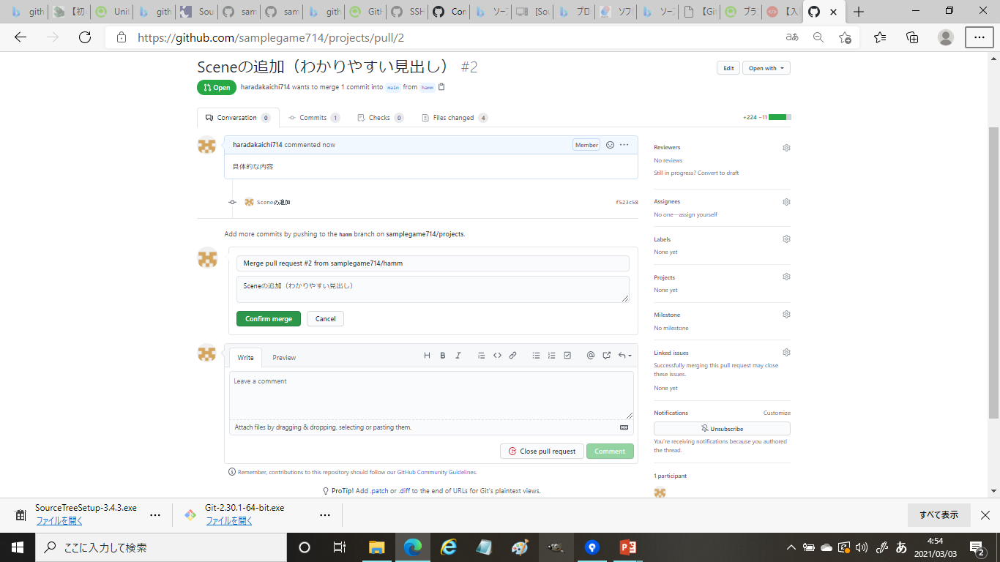 gith
【初
Unit
gith
Sou
sam
sam
gith
GitH
SSH
Con
ソー
[Sou
プロ
ソフ
ソー
【Git
ブラ
【入
https://github.com/samplegame714/projects/pull/2
Sceneの追加（わかりやすい見出し） #2
Edit
Open with
Open
haradakaichi714 wants to merge 1 commit into main from hamm
Conversation 0
Commits 1
Checks 0
Files changed 4
+224 −11
haradakaichi714 commented now
Member
具体的な内容
Sceneの追加
f523c58
Add more commits by pushing to the hamm branch on samplegame714/projects.
Merge pull request #2 from samplegame714/hamm
Sceneの追加（わかりやすい見出し）
Confirm merge
Cancel
Write
Preview
Leave a comment
Attach files by dragging & dropping, selecting or pasting them.
Close pull request
Comment
Remember, contributions to this repository should follow our GitHub Community Guidelines.
ProTip! Add .patch or .diff to the end of URLs for Git's plaintext views.
Reviewers
No reviews
Still in progress? Convert to draft
Assignees
No one—assign yourself
Labels
None yet
Projects
None yet
Milestone
No milestone
Linked issues
Successfully merging this pull request may close
these issues.
None yet
Notifications
Customize
Unsubscribe
You're receiving notifications because you authored
the thread.
1 participant
SourceTreeSetup-3.4.3.exe
ファイルを開く
Git-2.30.1-64-bit.exe
ファイルを開く
すべて表示
ここに入力して検索
あ
4:54
2021/03/03
2